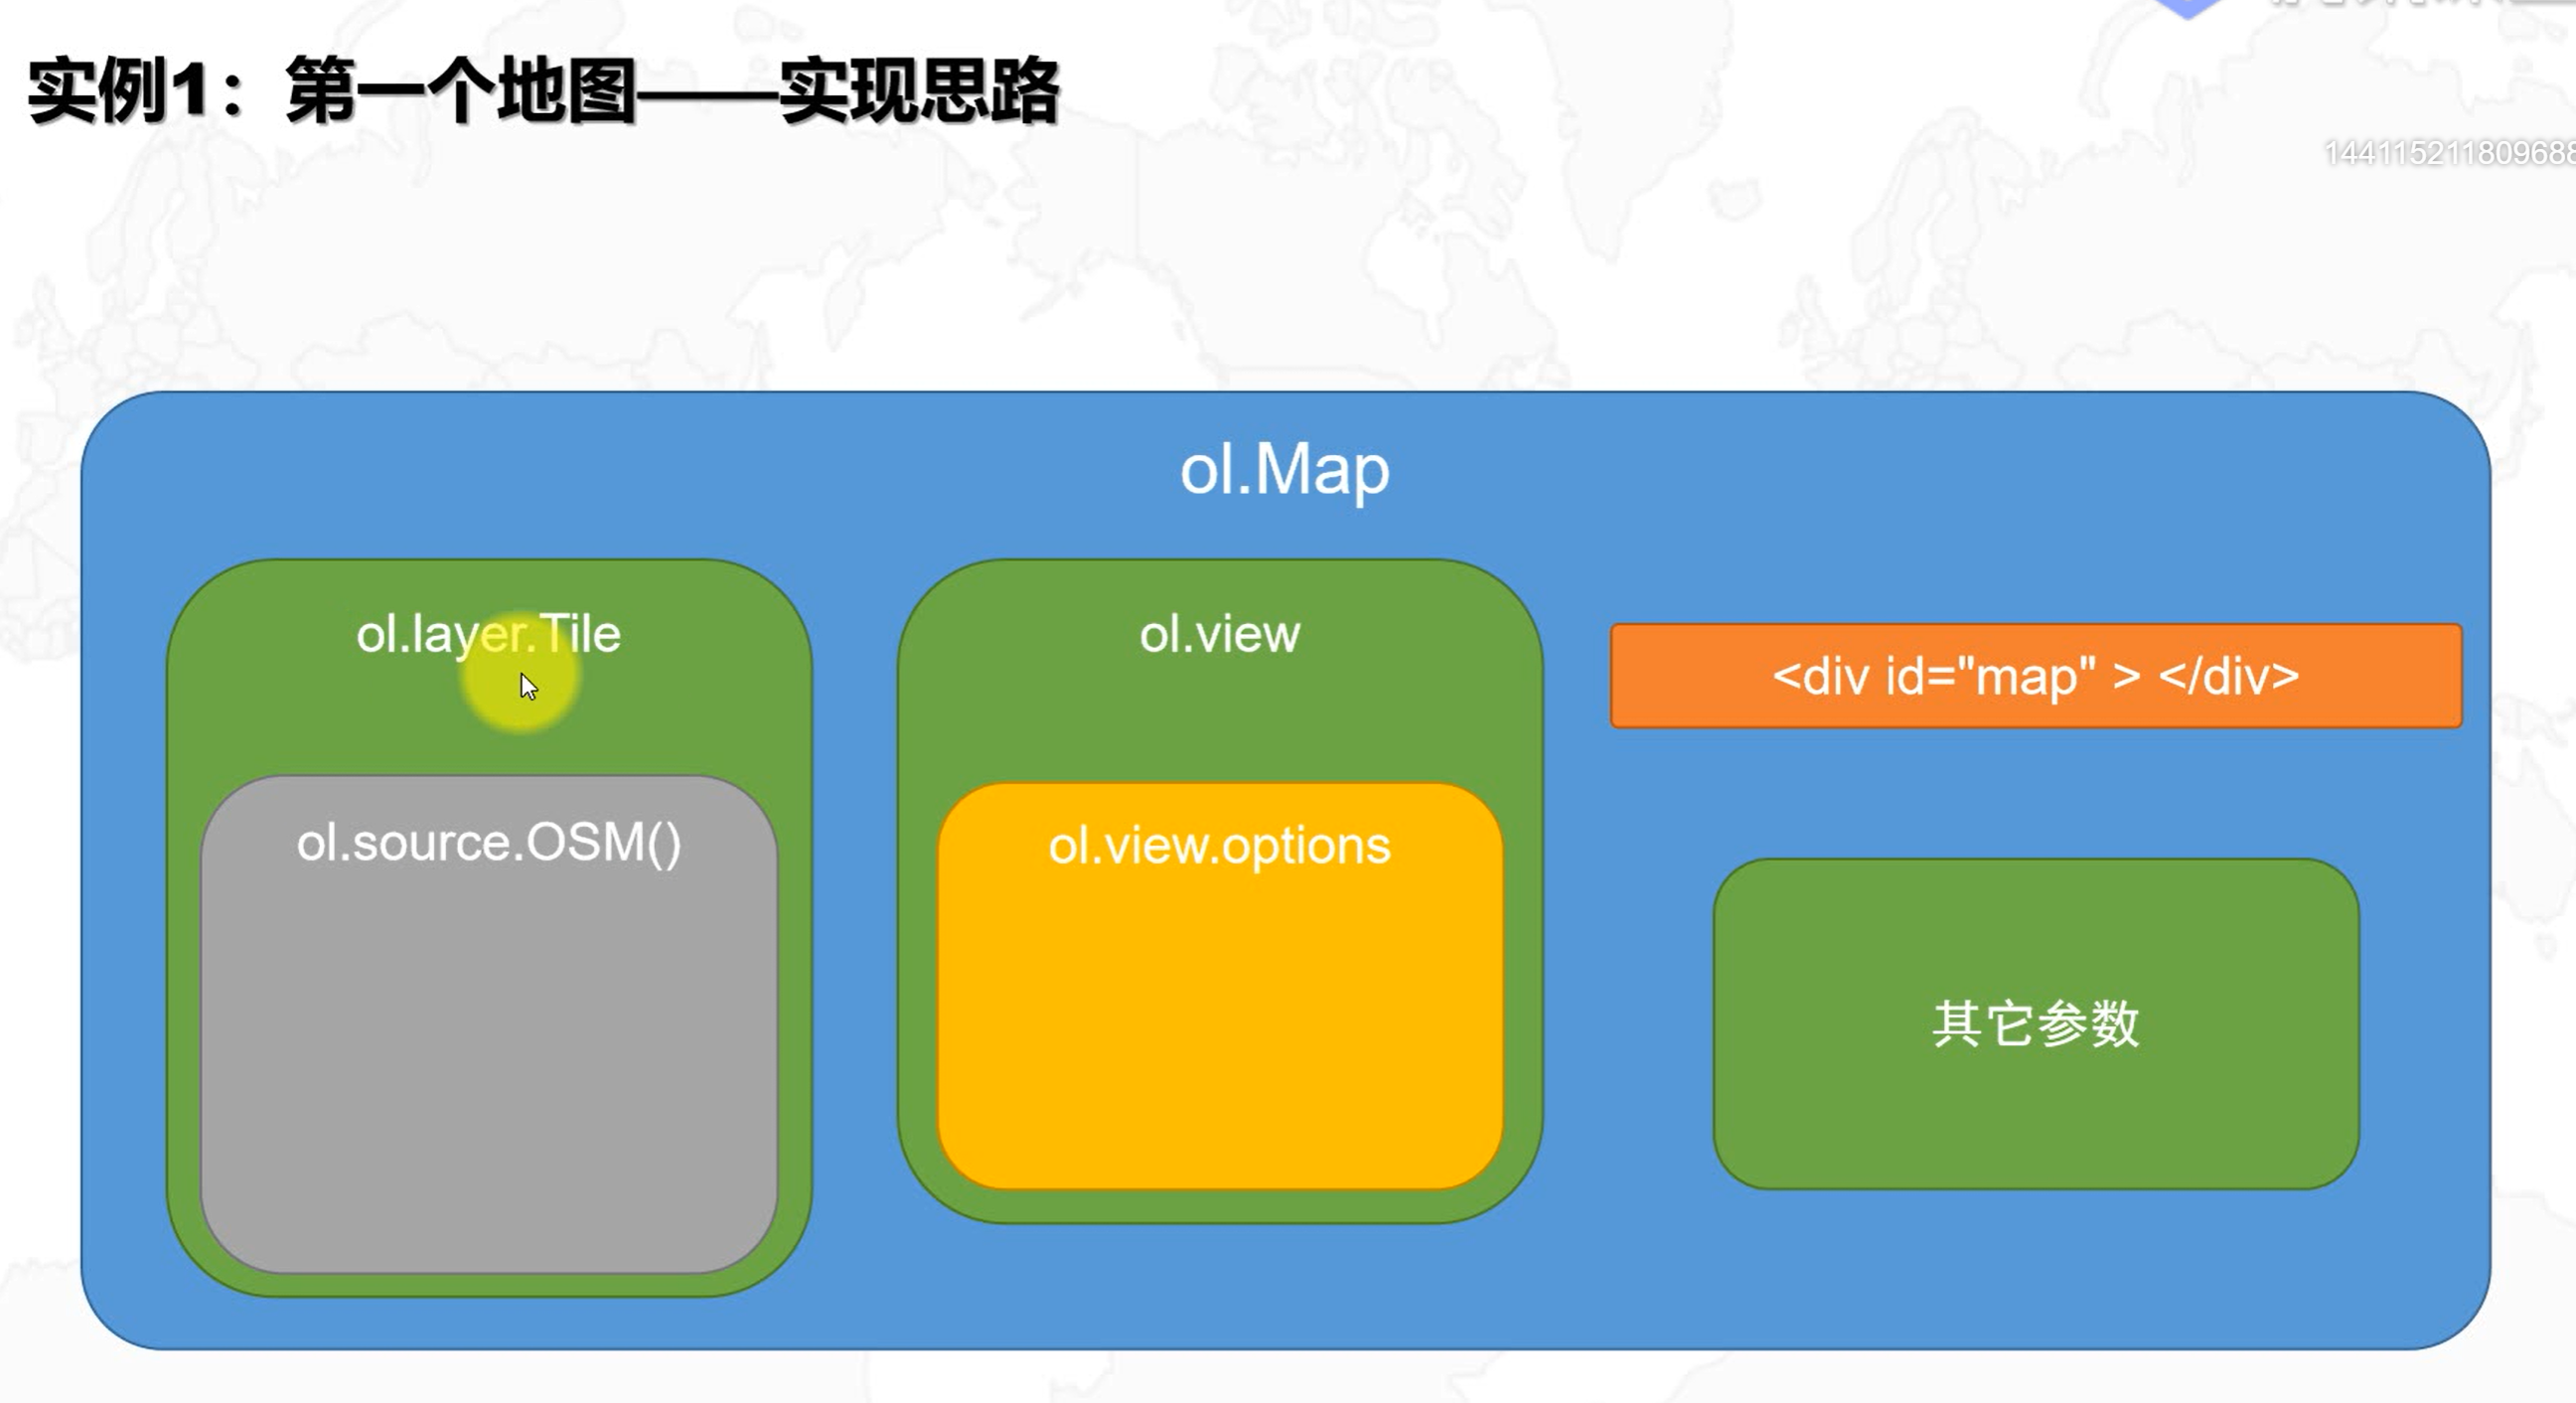 实例1：第一个地图——实现思路
144115211809688
ol.Map
ol.layer.Tile
ol.view
<div id="map" > </div>
ol.source.OSM()
ol.view.options
其它参数